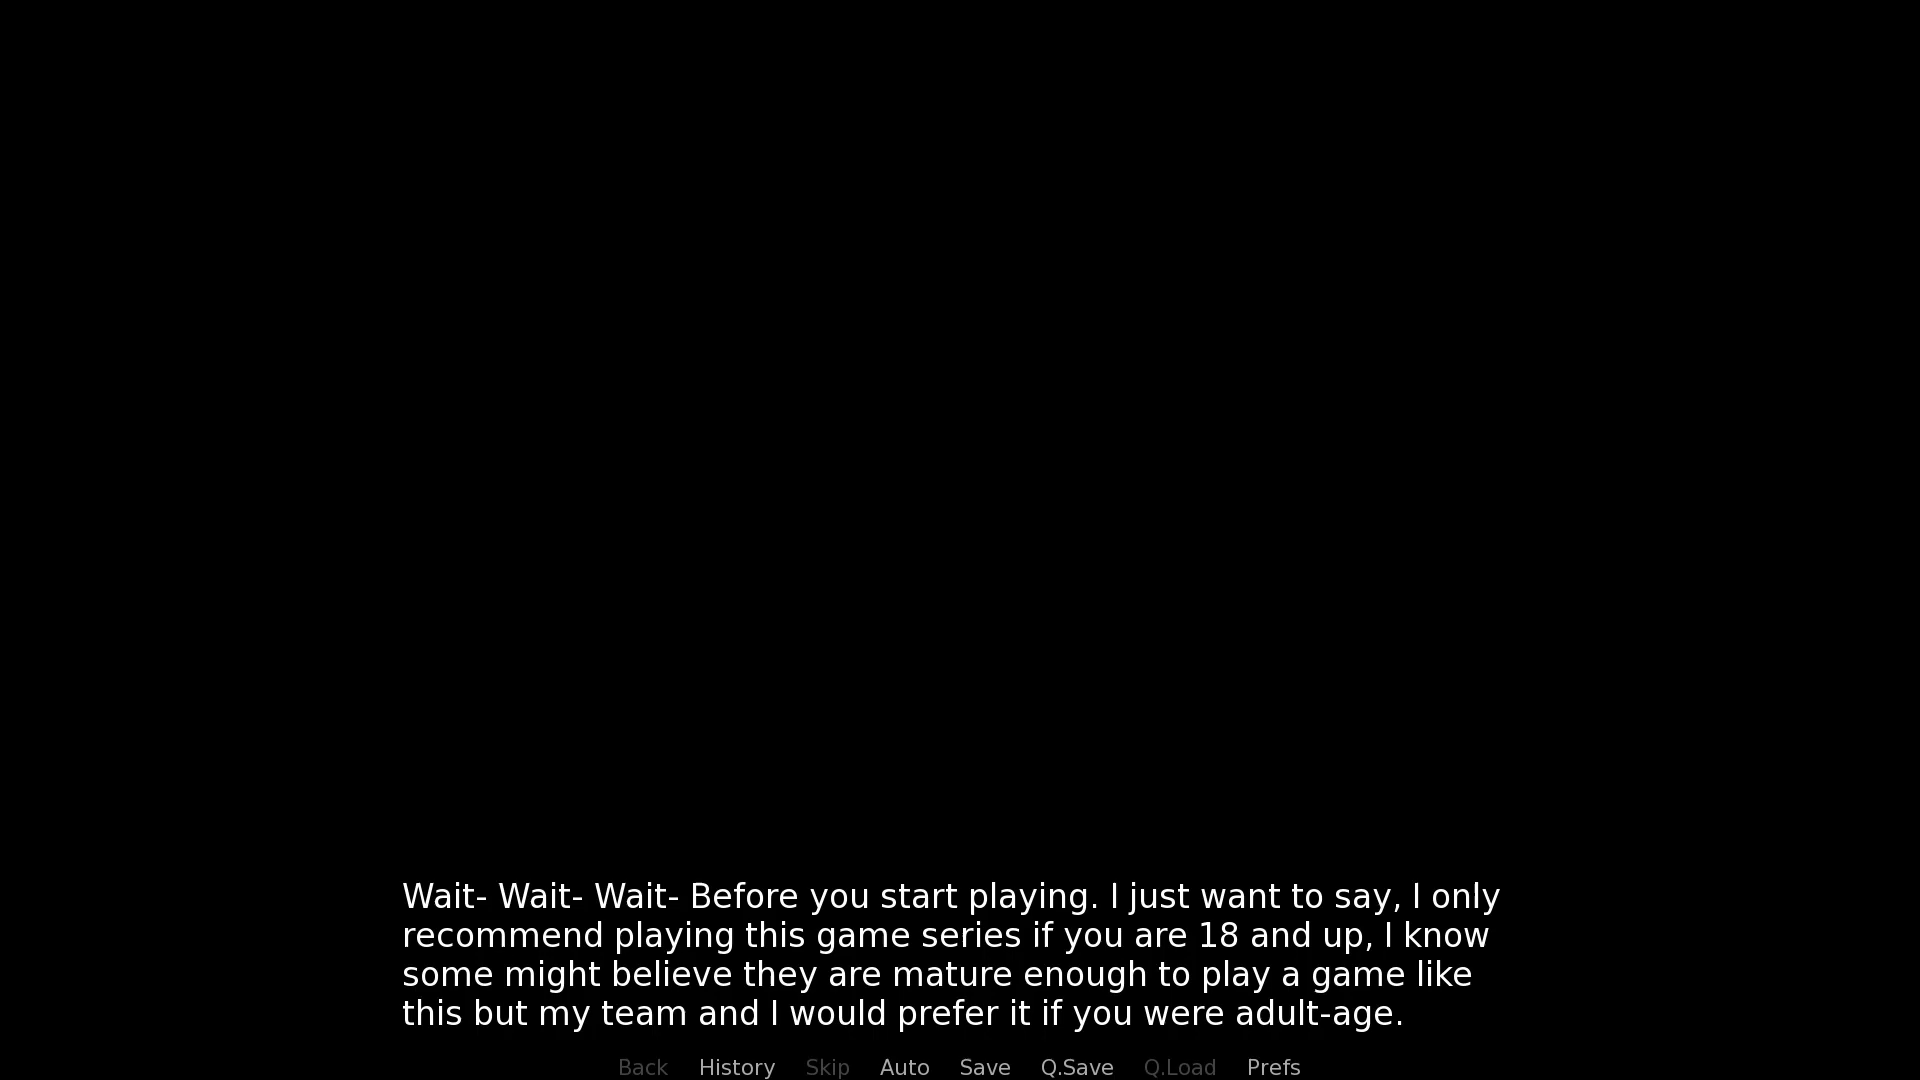 Wait- Wait- Wait- Before you start playing. I just want to say, I only
recommend playing this game series if you are 18 and up, I know
some might believe they are mature enough to play a game like
this but my team and I would prefer it if you were adult-age.
Back History Skip Auto Save Q.Save Q.Load Prefs